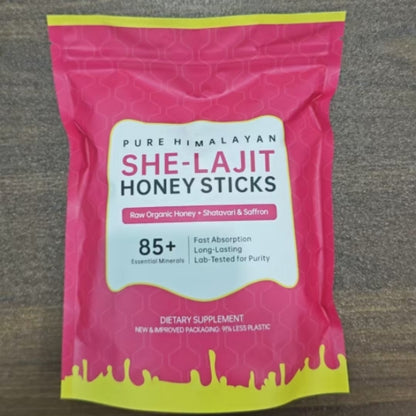 PURE HIMALAYAN
SHE-LAJIT
HONEY STICKS
Raw Organic Honey + Shatavari & Saffron
85+
Essential Minerals
Fast Absorption
Long-Lasting
Lab-Tested for Purity
DIETARY SUPPLEMENT
NEW & IMPROVED PACKAGING: 91% LESS PLASTIC